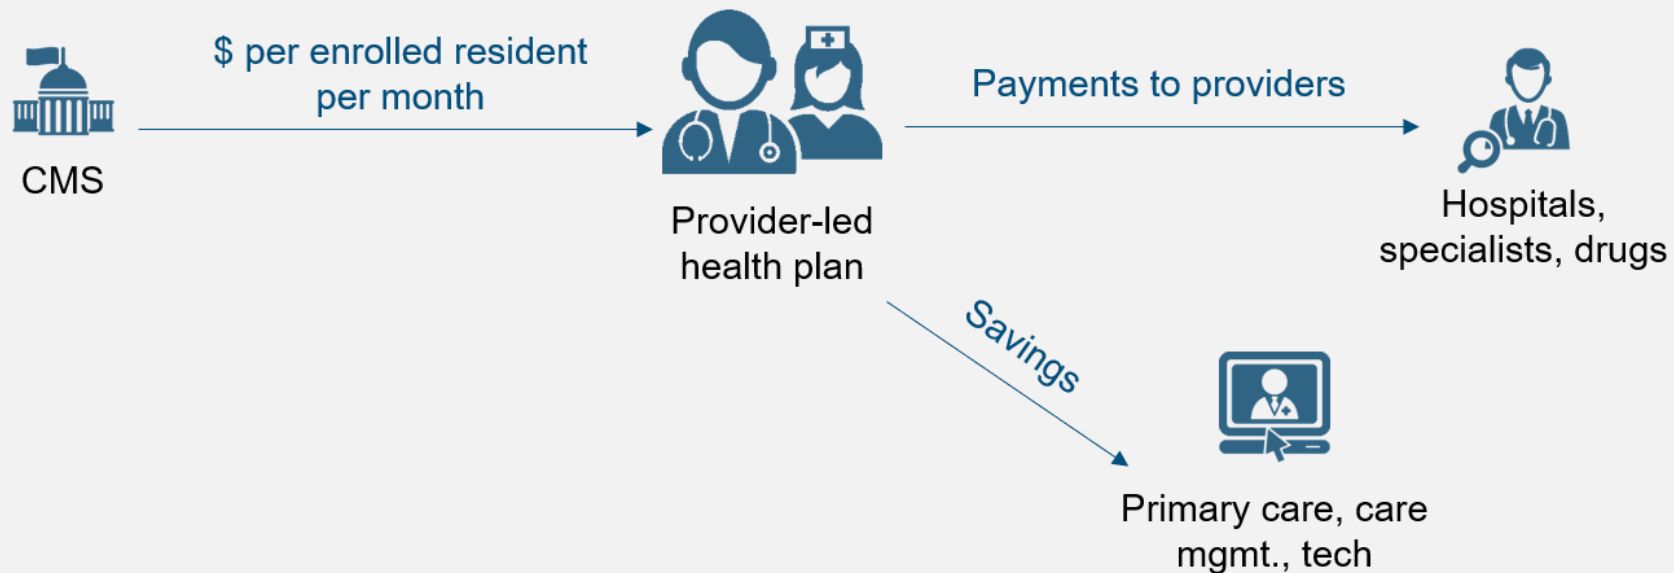 $ per enrolled resident
per month
CMS
Provider-led
health plan
Payments to providers
Hospitals,
specialists, drugs
Savings
Primary care, care
mgmt., tech